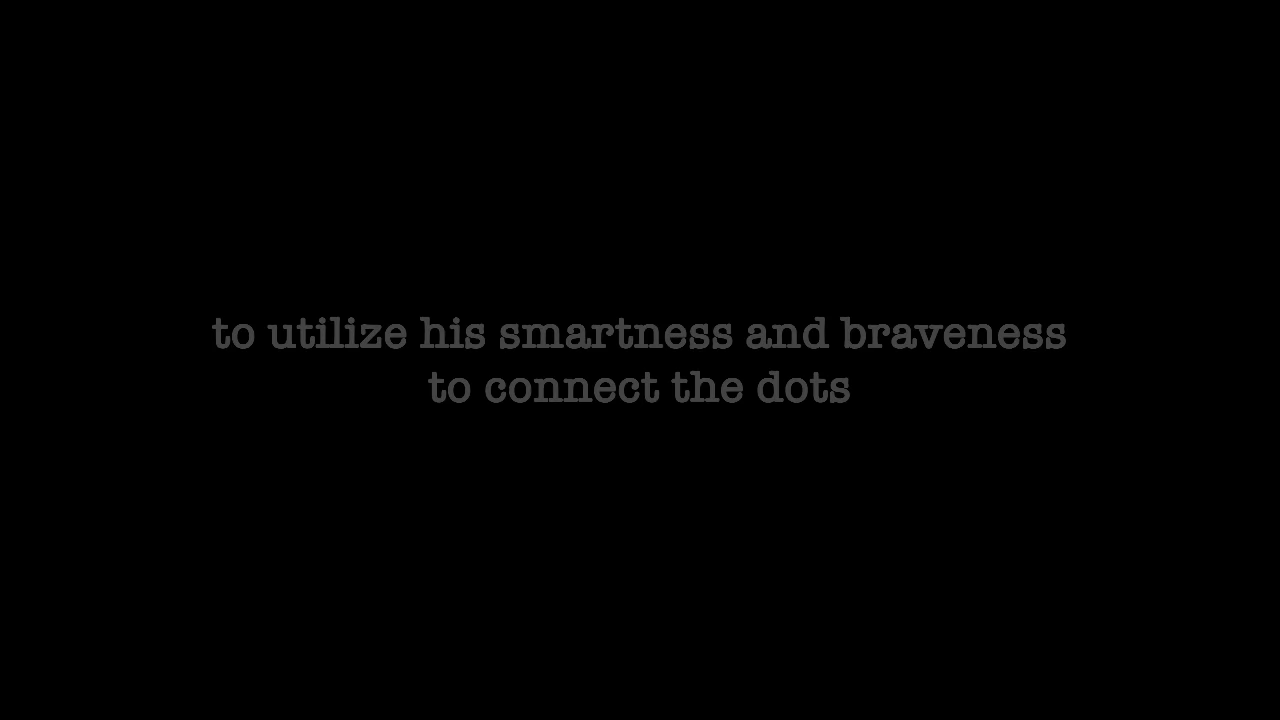 to utilize his smartness and braveness
to connect the dots